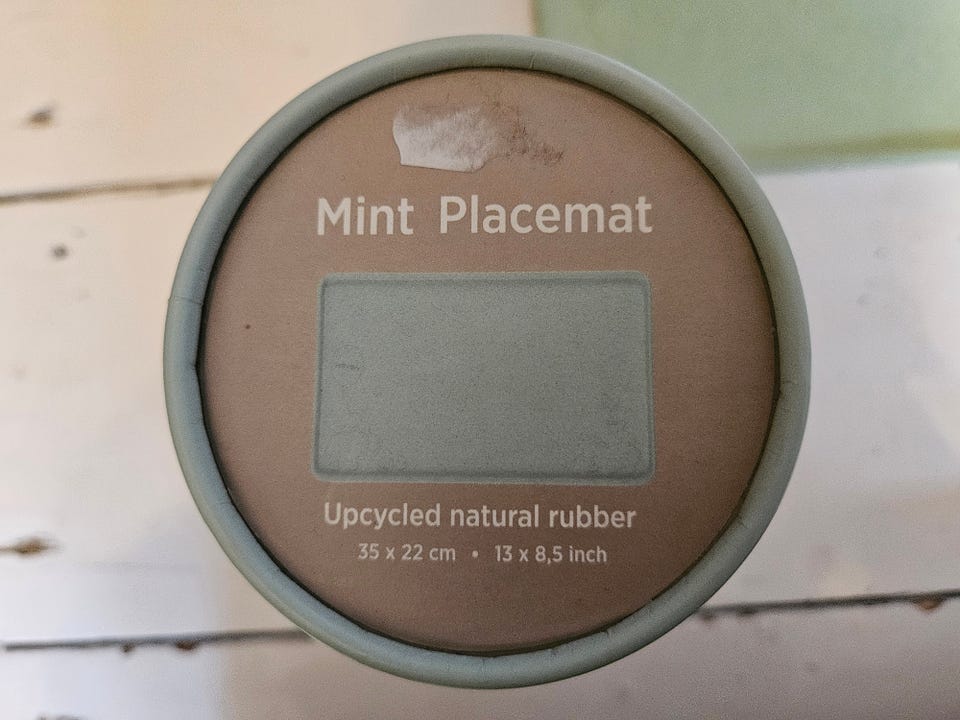 Mint Placemat
Upcycled natural rubber
35 x 22 cm • 13 x 8,5 inch